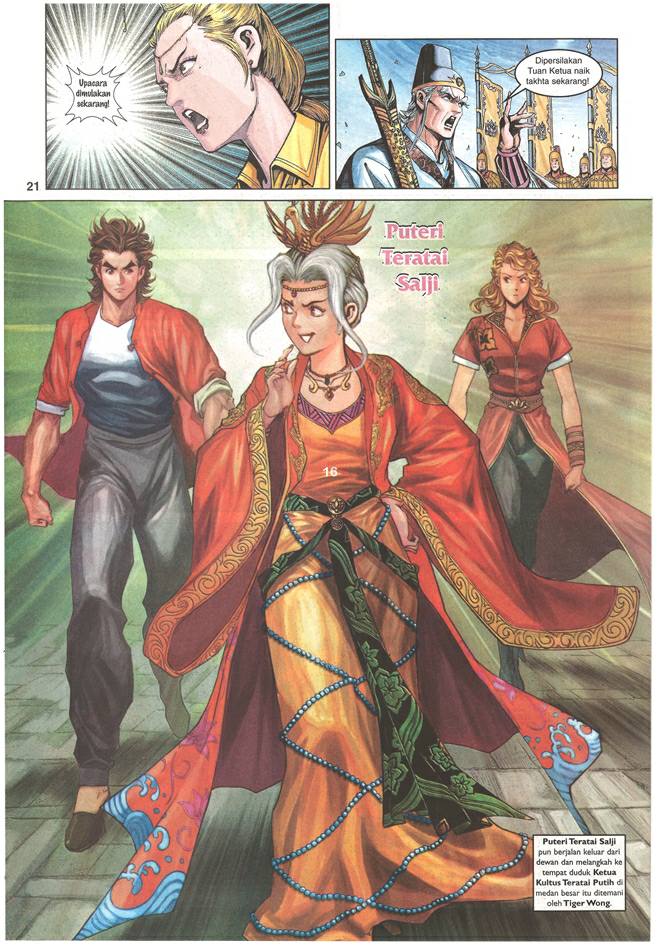 Upacara
dimulakan
sekarang!
Dipersilakan
Tuan Ketua naik
takhta sekarang!
21
Puteri
Teratai
Salji
16
Puteri Teratai Salji
pun berjalan keluar dari
dewan dan melangkah ke
tempat duduk Ketua
Kultus Teratai Putih di
medan besar itu ditemani
oleh Tiger Wong.